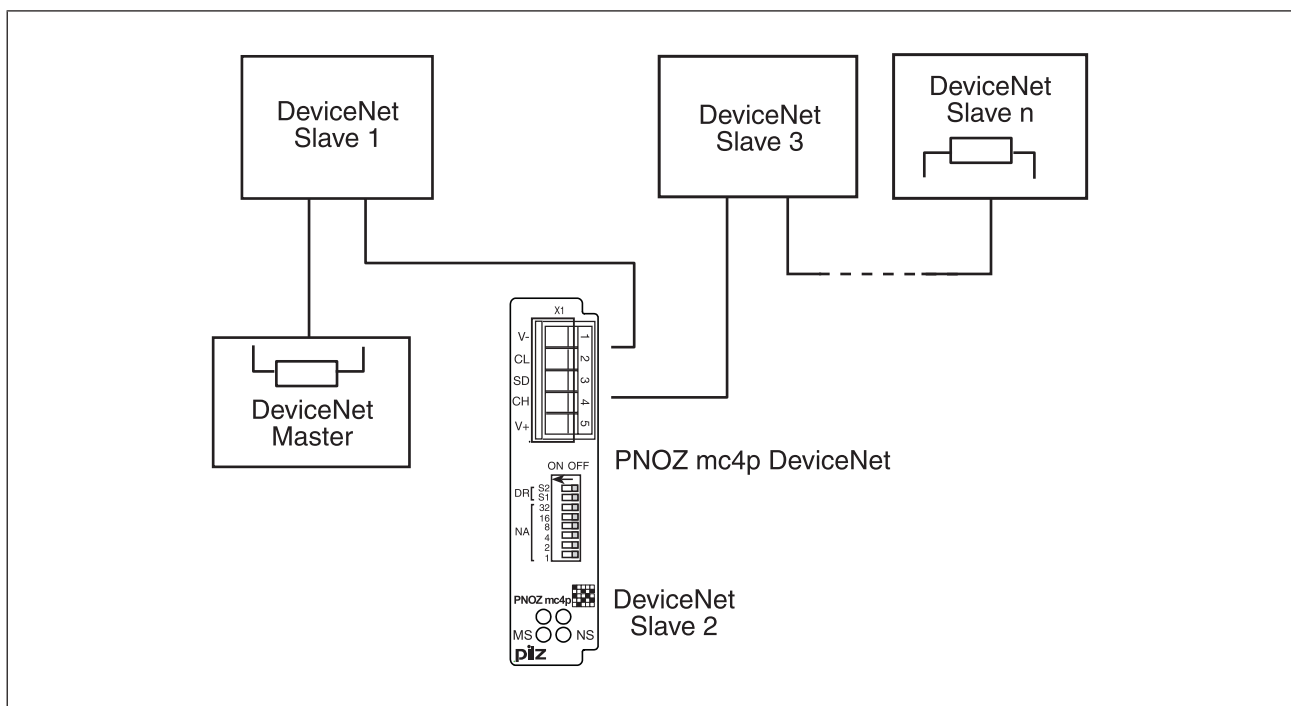 DeviceNet
Slave 1
DeviceNet
Slave 3
DeviceNet
Slave n
DeviceNet
Master
X1
V- 1
CL 2
SD 3
CH 4
V+ 5
PNOZ mc4p DeviceNet
ON OFF
DR S2
S1
NA 32
16
8
4
2
1
PNOZ mc4p
MS NS
pilz
DeviceNet
Slave 2